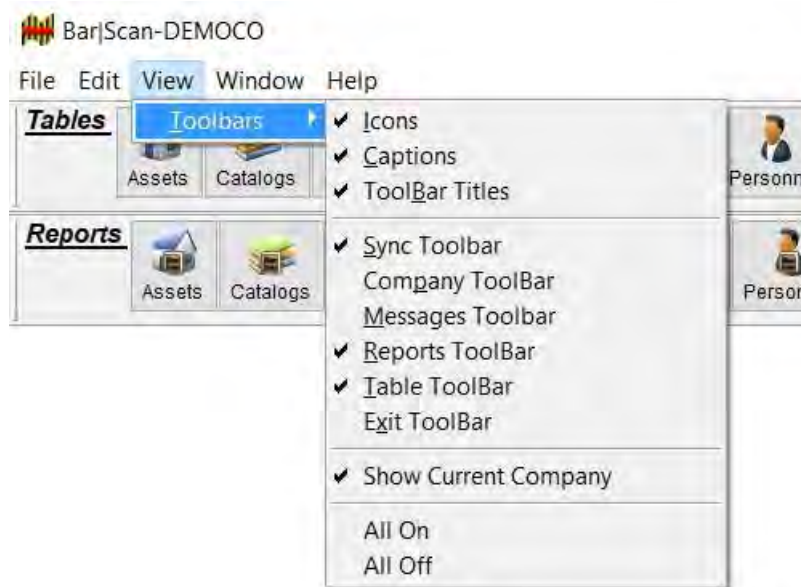 Bar|Scan-DEMOCO
File Edit View Window Help
Tables
Toolbars
Assets
Catalogs
Icons
Captions
ToolBar Titles
Sync Toolbar
Company ToolBar
Messages Toolbar
Reports ToolBar
Table ToolBar
Exit ToolBar
Show Current Company
All On
All Off
Reports
Assets
Catalogs